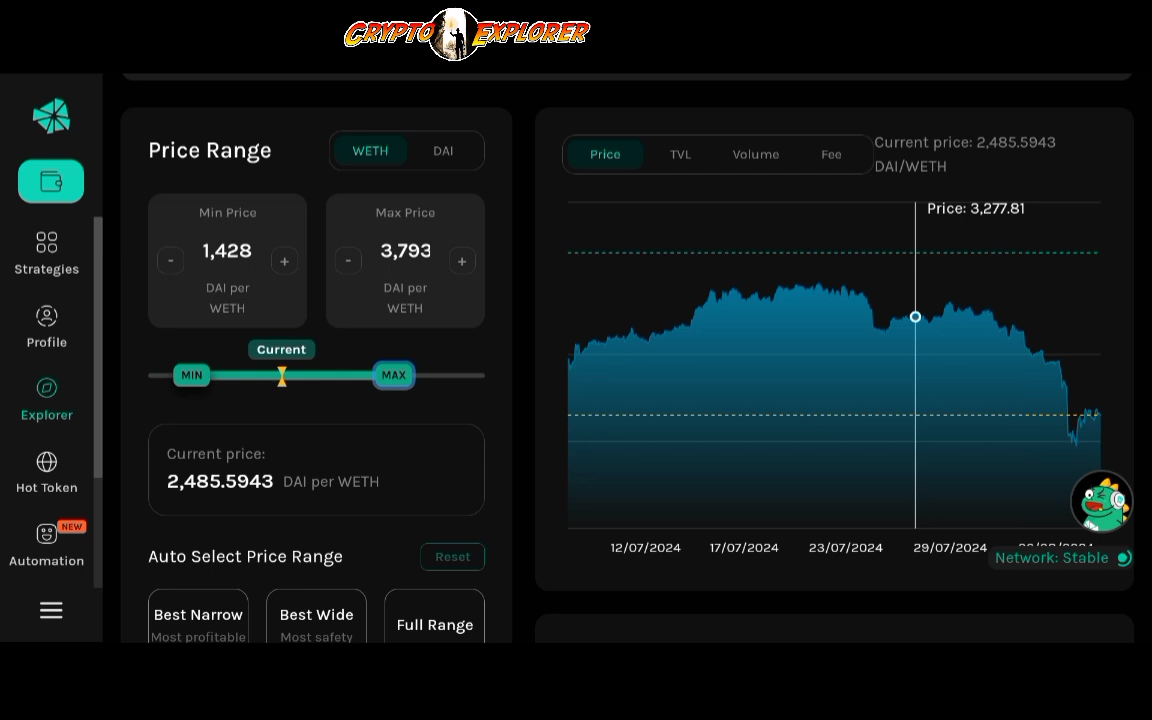 CRYPTO EXPLORER
Price Range
WETH
DAI
Min Price
1,428
-
+
DAI per
WETH
Max Price
3,793
-
+
DAI per
WETH
Current
MIN
MAX
Current price:
2,485.5943 DAI per WETH
Auto Select Price Range
Reset
Best Narrow
Most profitable
Best Wide
Most safety
Full Range
Strategies
Profile
Explorer
Hot Token
NEW
Automation
Price
TVL
Volume
Fee
Current price: 2,485.5943
DAI/WETH
Price: 3,277.81
12/07/2024
17/07/2024
23/07/2024
29/07/2024
Network: Stable